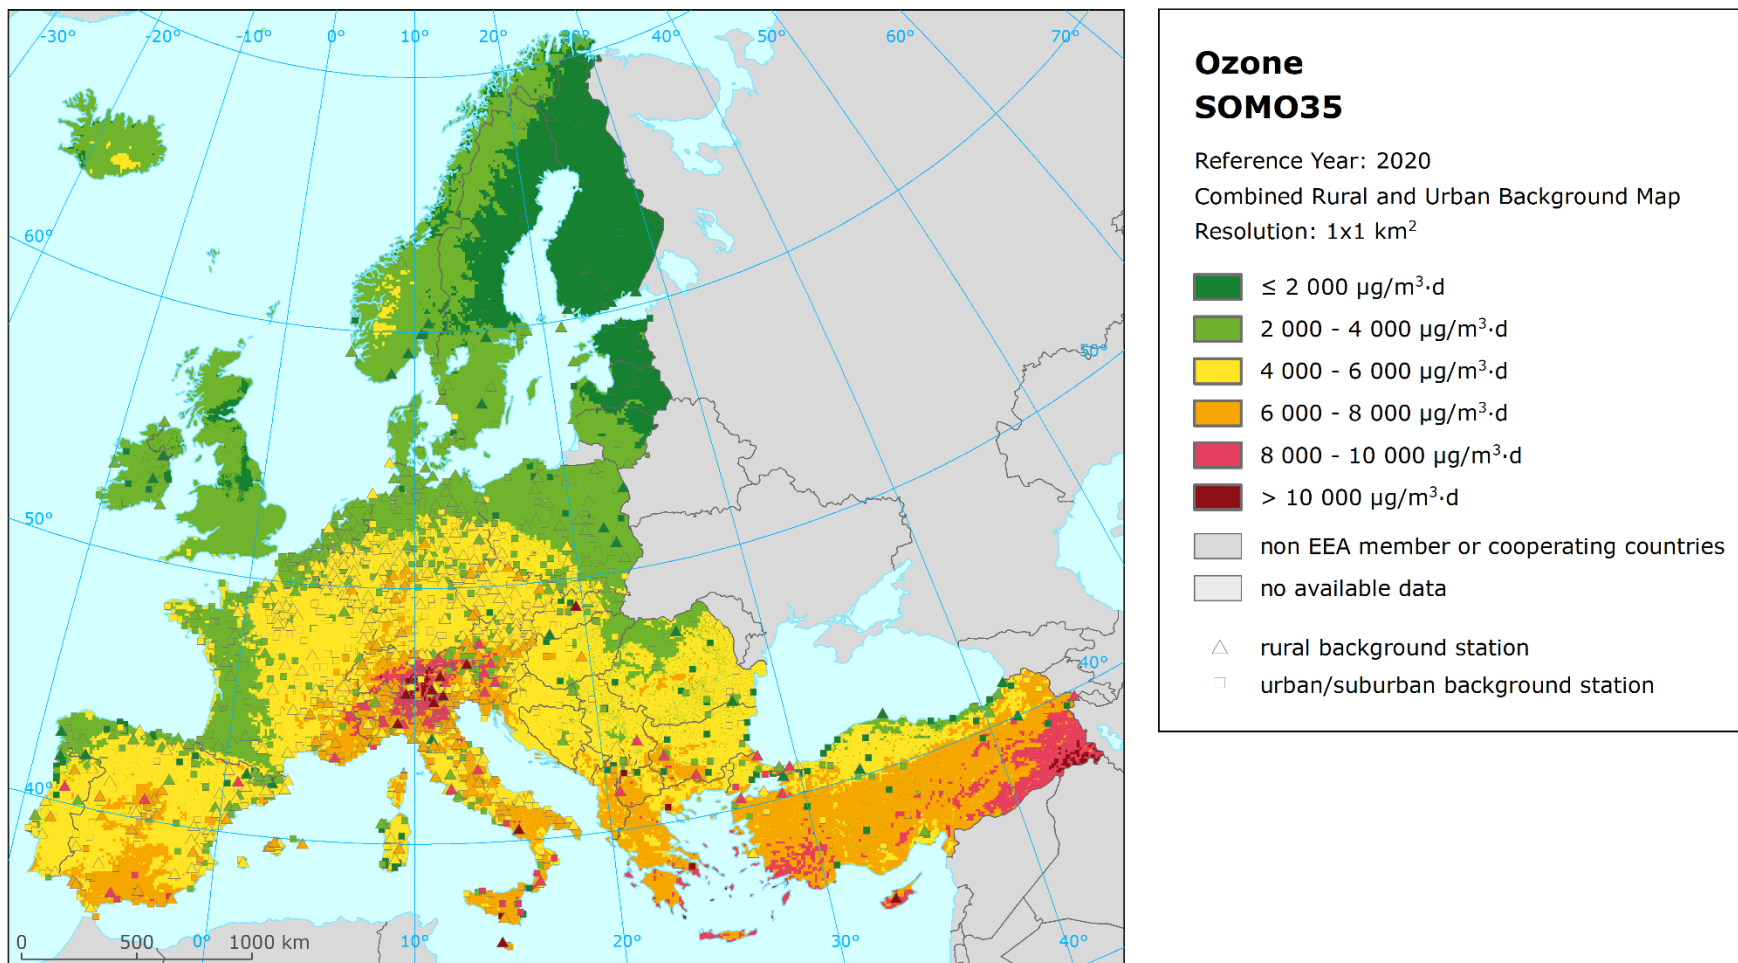 -30°
-20°
-10°
0°
10°
20°
30°
40°
50°
60°
70°
60°
50°
50°
40°
40°
0 500 1000 km
0°
10°
20°
30°
40°
Ozone
SOMO35
Reference Year: 2020
Combined Rural and Urban Background Map
Resolution: 1x1 km²
≤ 2 000 µg/m³·d
2 000 - 4 000 µg/m³·d
4 000 - 6 000 µg/m³·d
6 000 - 8 000 µg/m³·d
8 000 - 10 000 µg/m³·d
> 10 000 µg/m³·d
non EEA member or cooperating countries
no available data
rural background station
urban/suburban background station